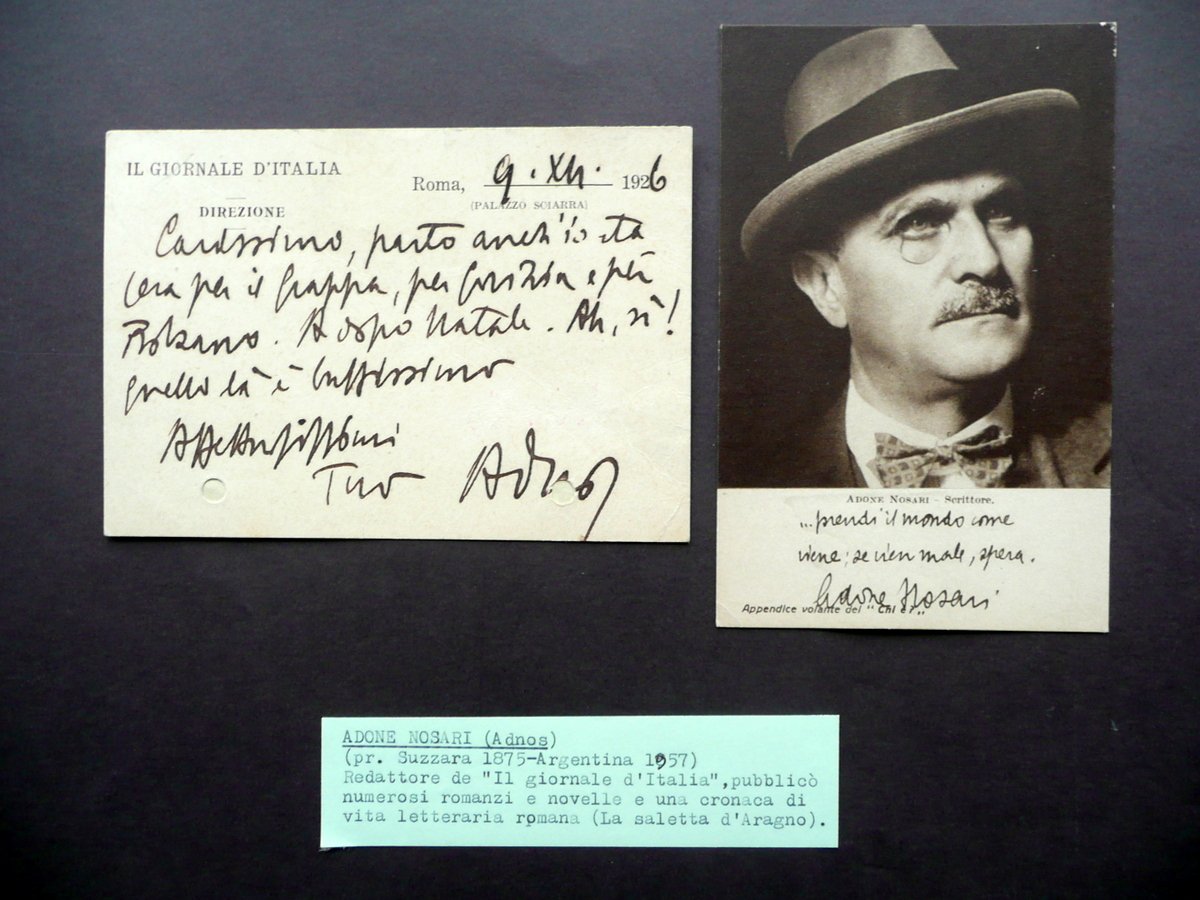 IL GIORNALE D'ITALIA
DIREZIONE
Roma, 9. XII. 1926
(PALAZZO SCIARRA)
Carissimo, parto anch'io sta
sera per il Grappa, per Gorizia e per
Bolzano. A dopo Natale. Ah, sì!
quello là è
Affettuosissimi
Tuo Adnos
ADONE NOSARI – Scrittore.
...prendi il mondo come
viene; se vien male, spera.
Adone Nosari
Appendice volante del "Chi è?"
ADONE NOSARI (Adnos)
(pr. Suzzara 1875-Argentina 1957)
Redattore de "Il giornale d'Italia",pubblicò
numerosi romanzi e novelle e una cronaca di
vita letteraria romana (La saletta d'Aragno).